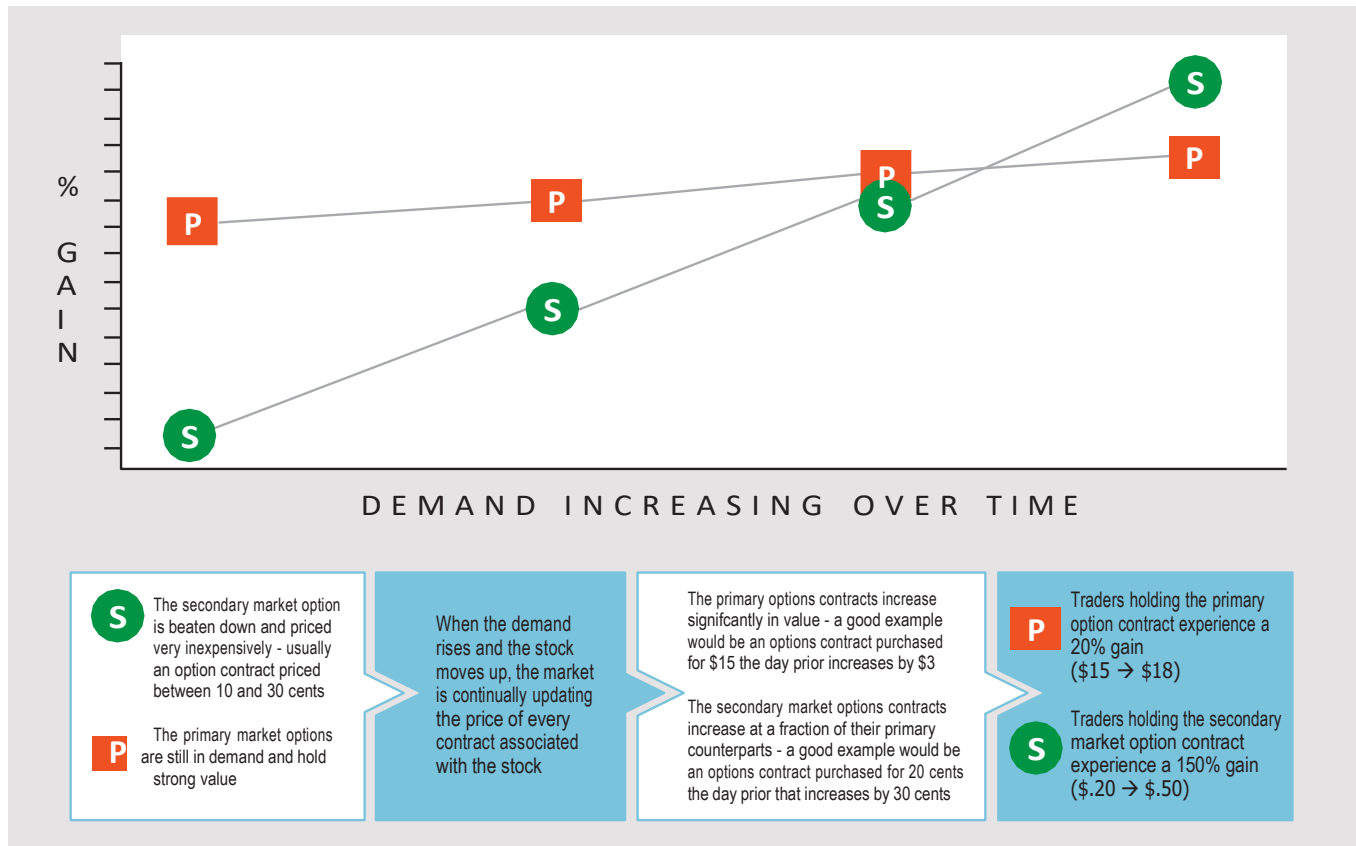 S
P
P
P
P
S
S
S
%
G
A
I
N
DEMAND INCREASING OVER TIME
S
The secondary market option
is beaten down and priced
very inexpensively - usually
an option contract priced
between 10 and 30 cents
P
The primary market options
are still in demand and hold
strong value
When the demand
rises and the stock
moves up, the market
is continually updating
the price of every
contract associated
with the stock
The primary options contracts increase
signifcantly in value - a good example
would be an options contract purchased
for $15 the day prior increases by $3
The secondary market options contracts
increase at a fraction of their primary
counterparts - a good example would be
an options contract purchased for 20 cents
the day prior that increases by 30 cents
P
Traders holding the primary
option contract experience a
20% gain
($15 → $18)
S
Traders holding the secondary
market option contract
experience a 150% gain
($.20 → $.50)